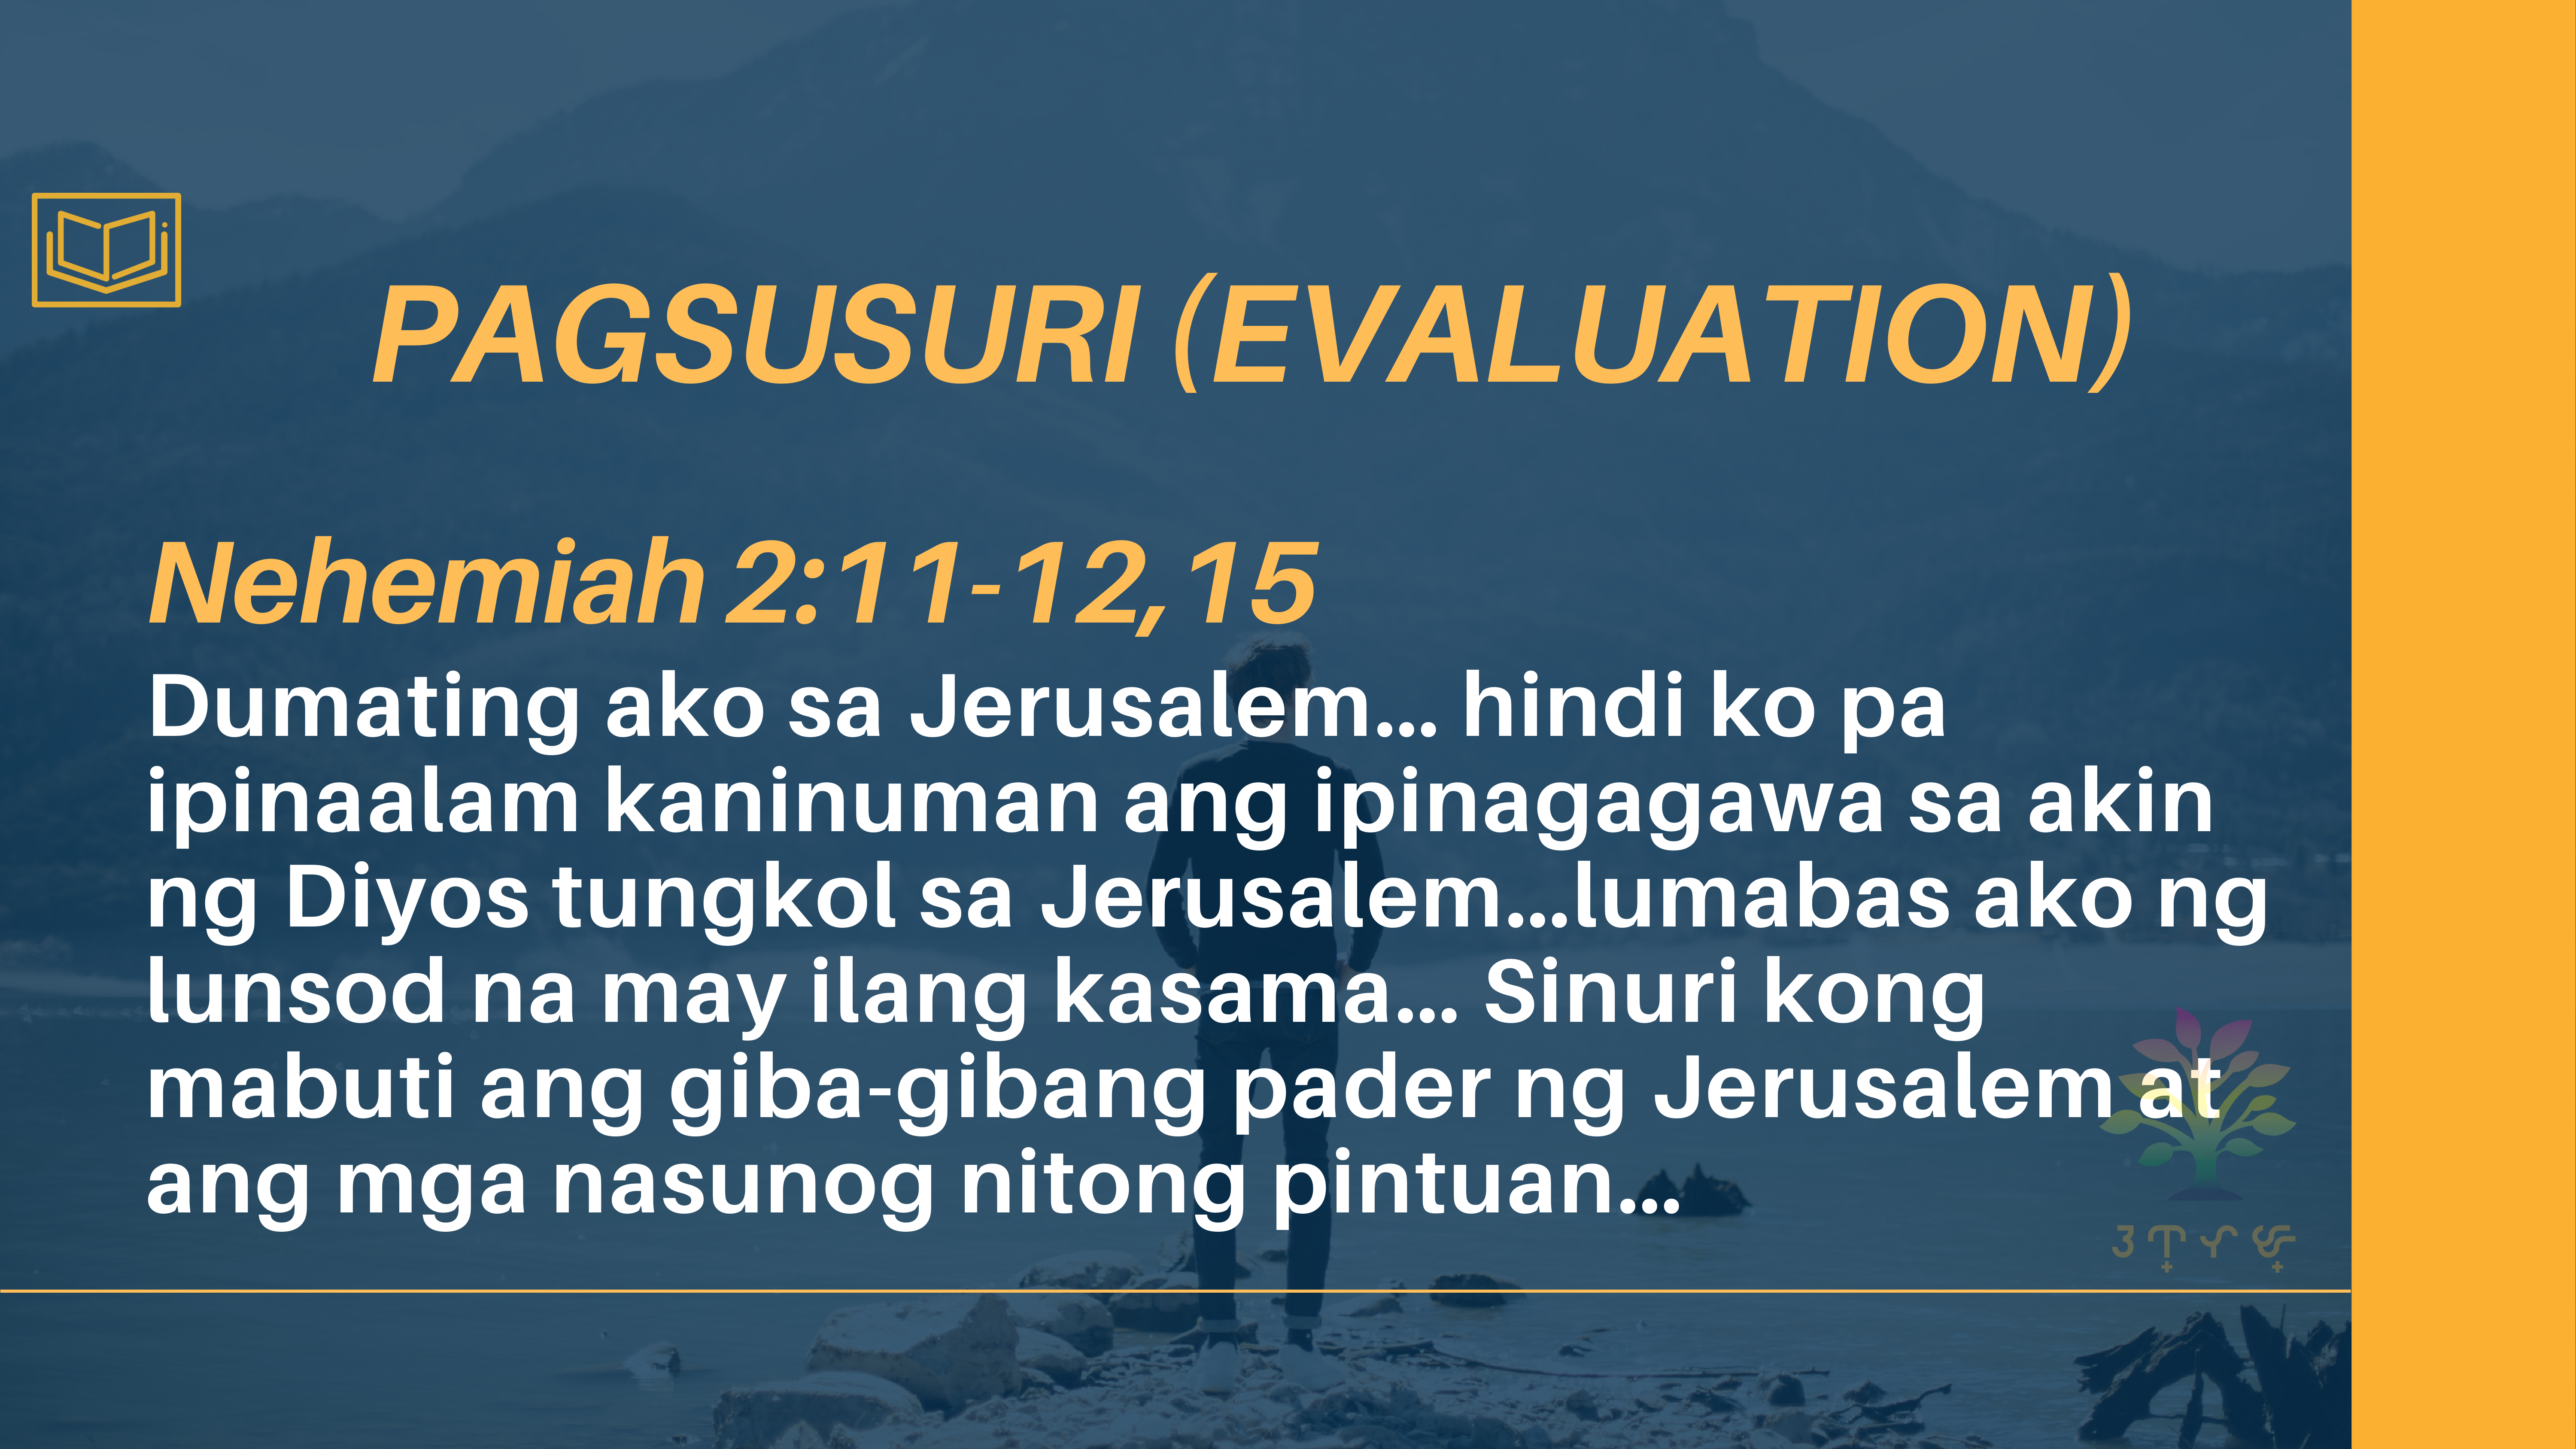 PAGSUSURI (EVALUATION)
Nehemiah 2:11-12,15
Dumating ako sa Jerusalem... hindi ko pa
ipinaalam kaninuman ang ipinagagawa sa akin
ng Diyos tungkol sa Jerusalem...lumabas ako ng
lunsod na may ilang kasama... Sinuri kong
mabuti ang giba-gibang pader ng Jerusalem at
ang mga nasunog nitong pintuan...